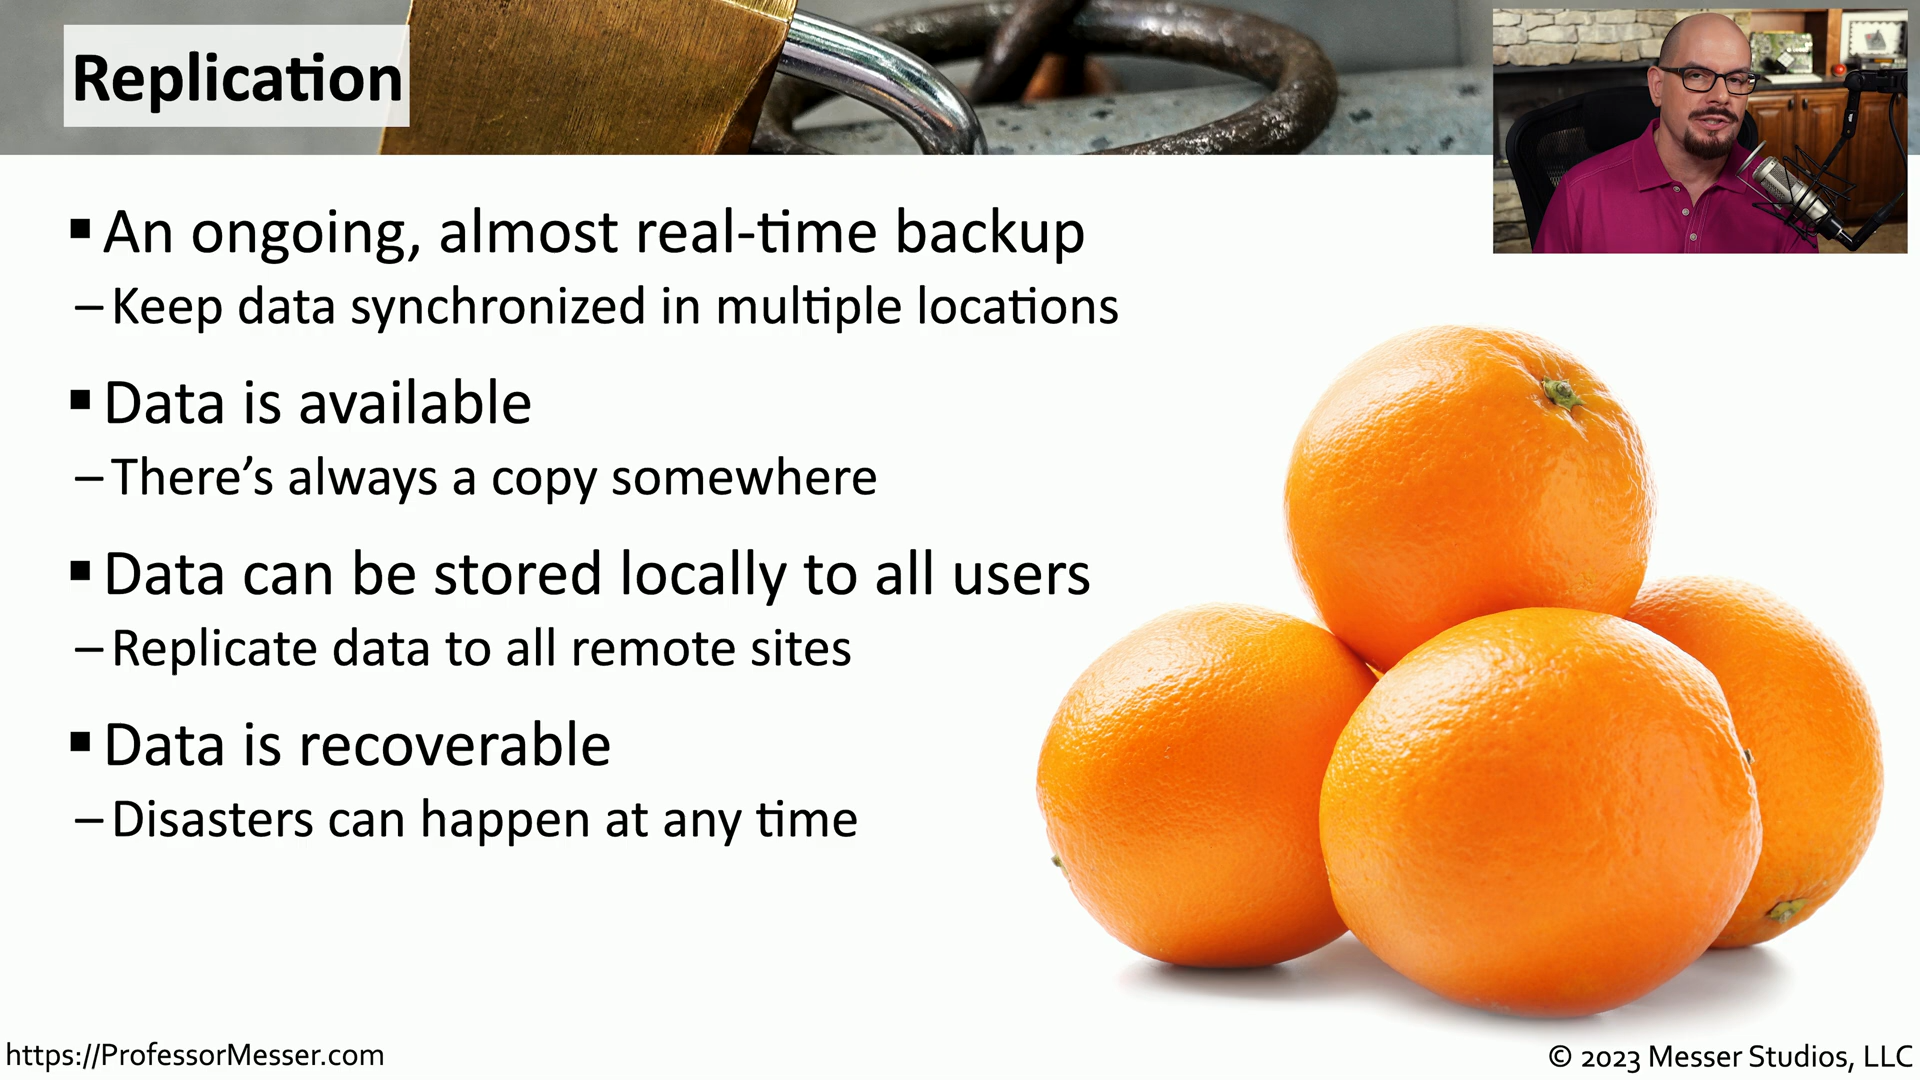 Replication
▪ An ongoing, almost real-time backup
– Keep data synchronized in multiple locations
▪ Data is available
– There’s always a copy somewhere
▪ Data can be stored locally to all users
– Replicate data to all remote sites
▪ Data is recoverable
– Disasters can happen at any time
https://ProfessorMesser.com
© 2023 Messer Studios, LLC